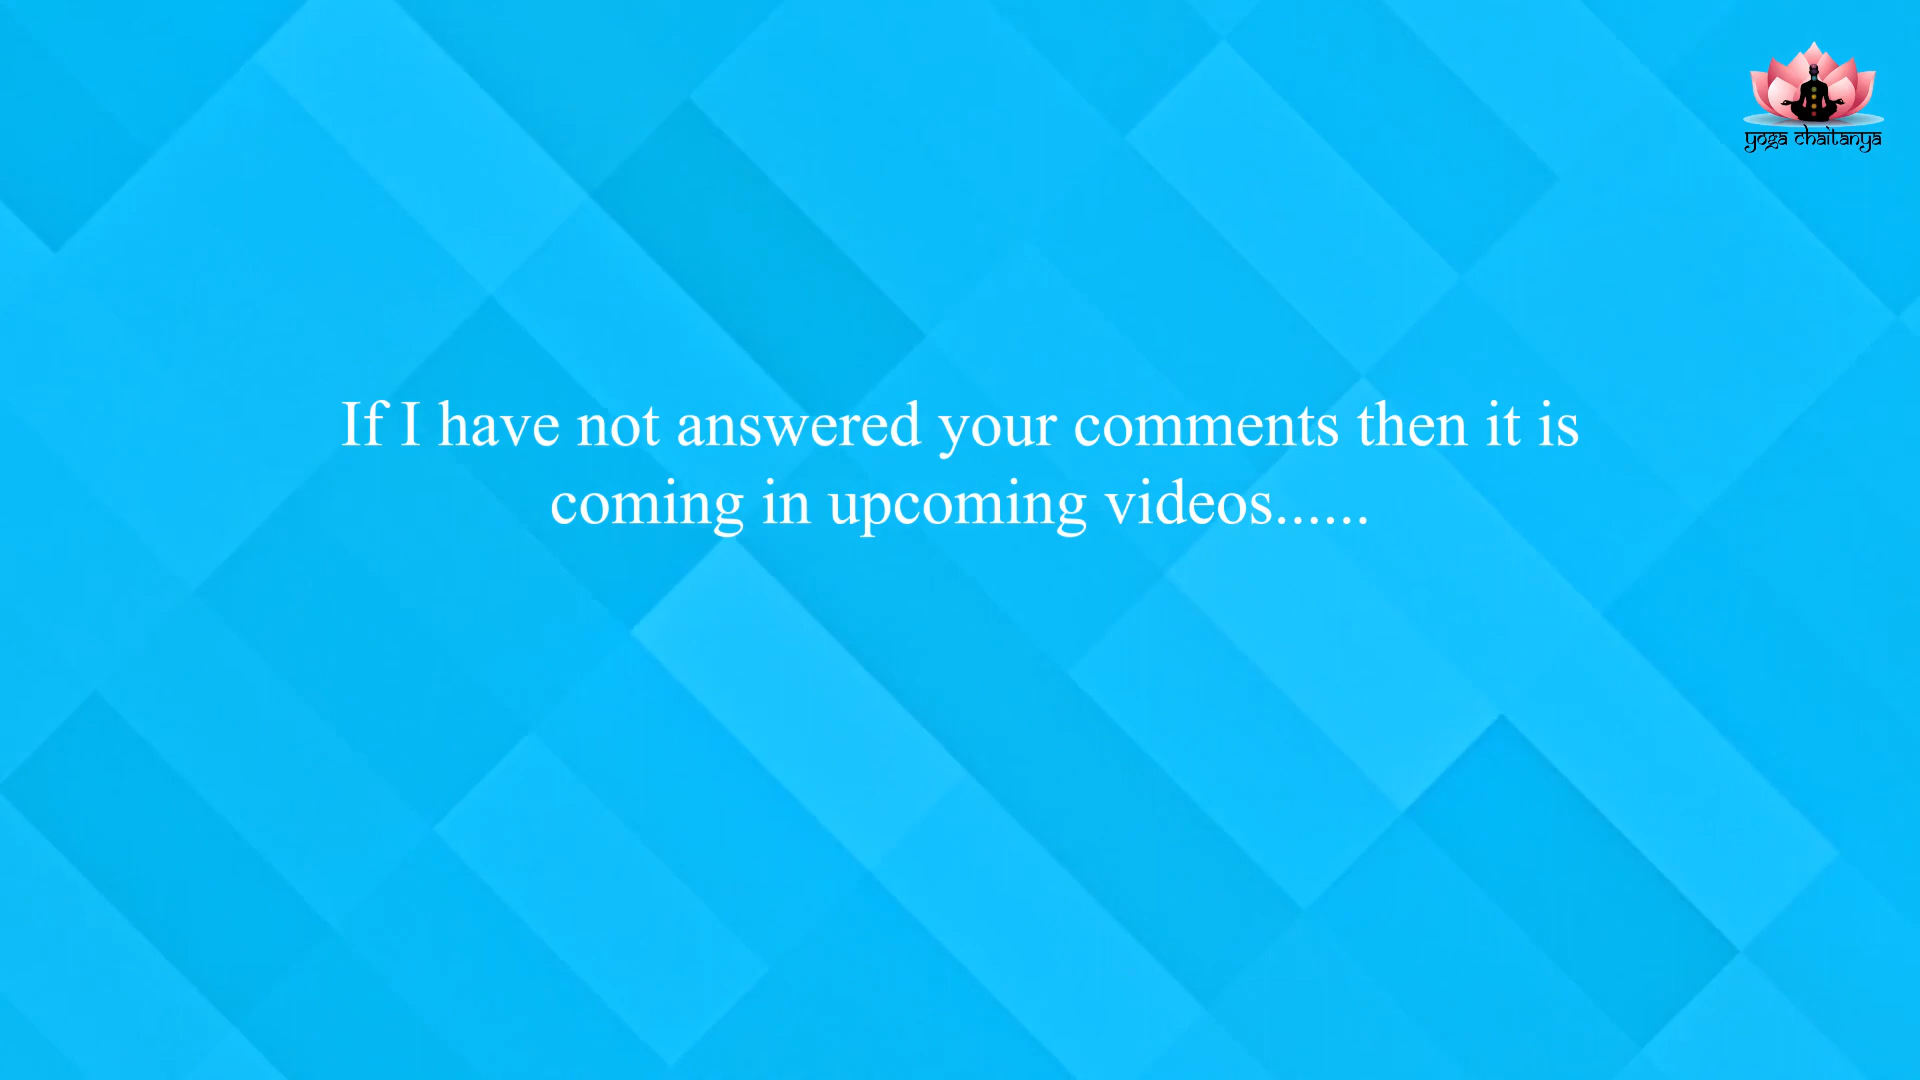 yoga chaitanya
If I have not answered your comments then it is
coming in upcoming videos......